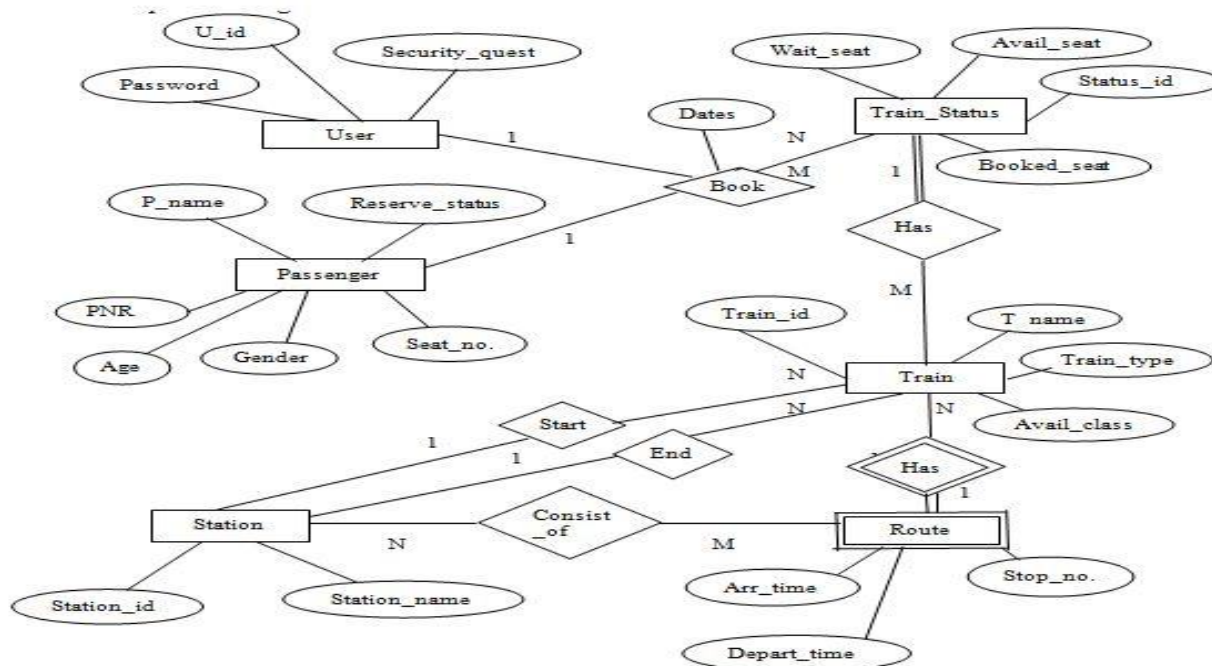 U_id
Security_quest
Password
User
1
Dates
Wait_seat
Avail_seat
Status_id
Train_Status
N
Booked_seat
M
Book
1
Has
P_name
Reserve_status
1
Passenger
M
PNR
Age
Gender
Seat_no.
Train_id
T_name
Train_type
Train
N
N
N
Avail_class
Start
1
1
End
Has
1
Station
N
Consist
_of
M
Route
Station_id
Station_name
Arr_time
Stop_no.
Depart_time